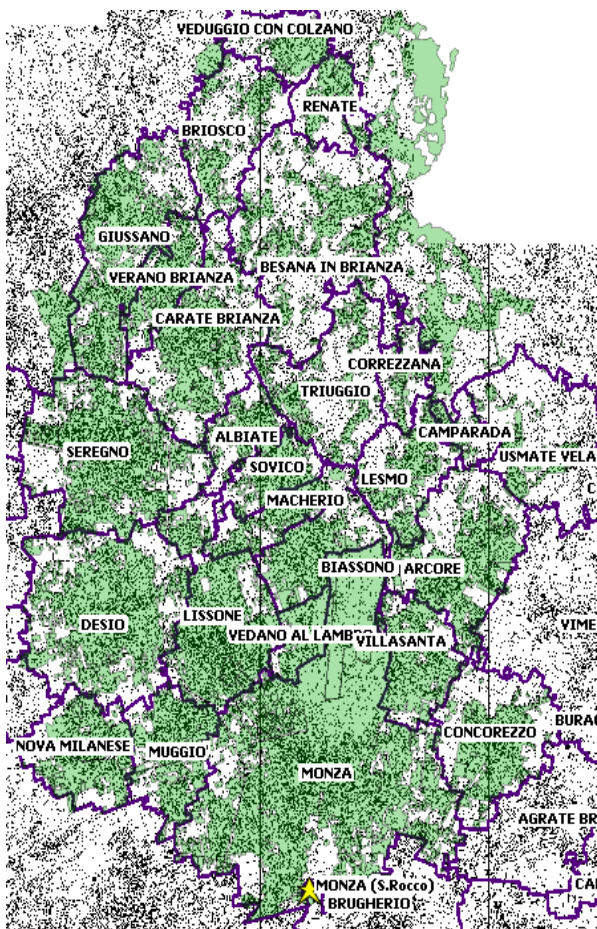 VEDUGGIO CON COLZANO
RENATE
BRIOSCO
GIUSSANO
BESANA IN BRIANZA
VERANO BRIANZA
CARATE BRIANZA
CORREZZANA
TRIUGGIO
ALBIATE
CAMPARADA
SEREGNO
USMATE VELA
SOVICO
LESMO
MACHERIO
BIASSONO
ARCORE
LISSONE
DESIO
VEDANO AL LAMBRO
VILLASANTA
VIME
BURAG
CONCOREZZO
NOVA MILANESE
MUGGIO
MONZA
AGRATE BR
MONZA (S.Rocco)
CA
BRUGHERIO